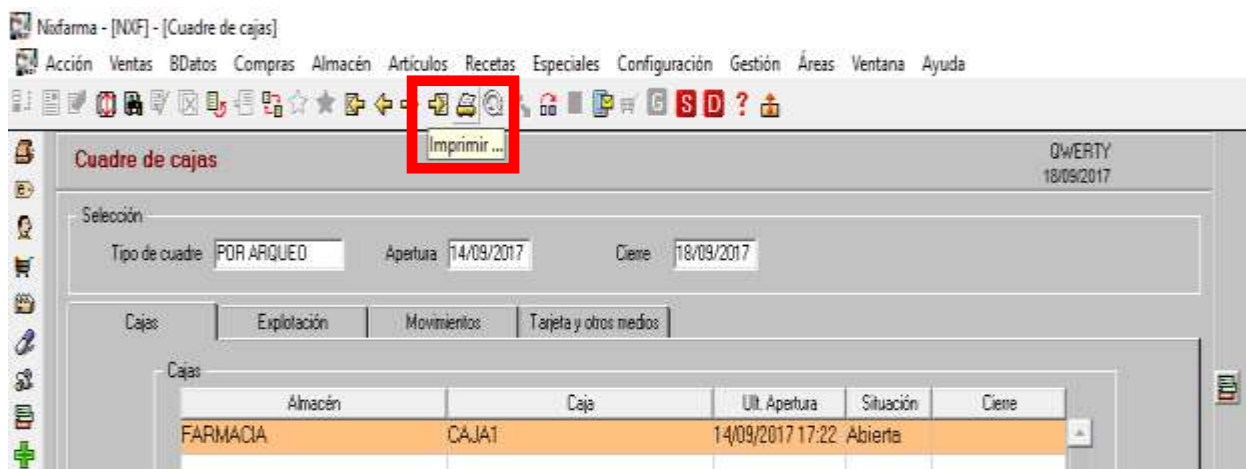 Nixfarma - [NXF] - [Cuadre de cajas]
Acción Ventas BDatos Compras Almacén Artículos Recetas Especiales Configuración Gestión Áreas Ventana Ayuda
G S D ?
Imprimir ...
Cuadre de cajas QWERTY
18/09/2017
Selección
Tipo de cuadre POR ARQUEO Apertura 14/09/2017 Cierre 18/09/2017
Cajas Explotación Movimientos Tarjeta y otros medios
Cajas
Almacén Caja Ult. Apertura Situación Cierre
FARMACIA CAJA1 14/09/2017 17:22 Abierta